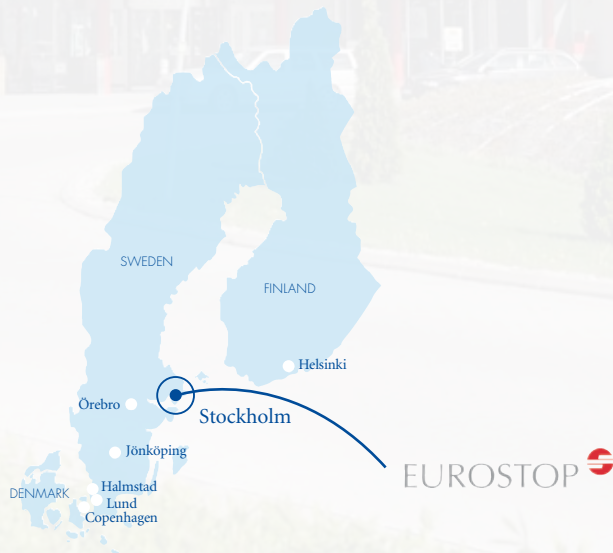 SWEDEN
FINLAND
Helsinki
Örebro
Stockholm
Jönköping
EUROSTOP
DENMARK
Halmstad
Lund
Copenhagen